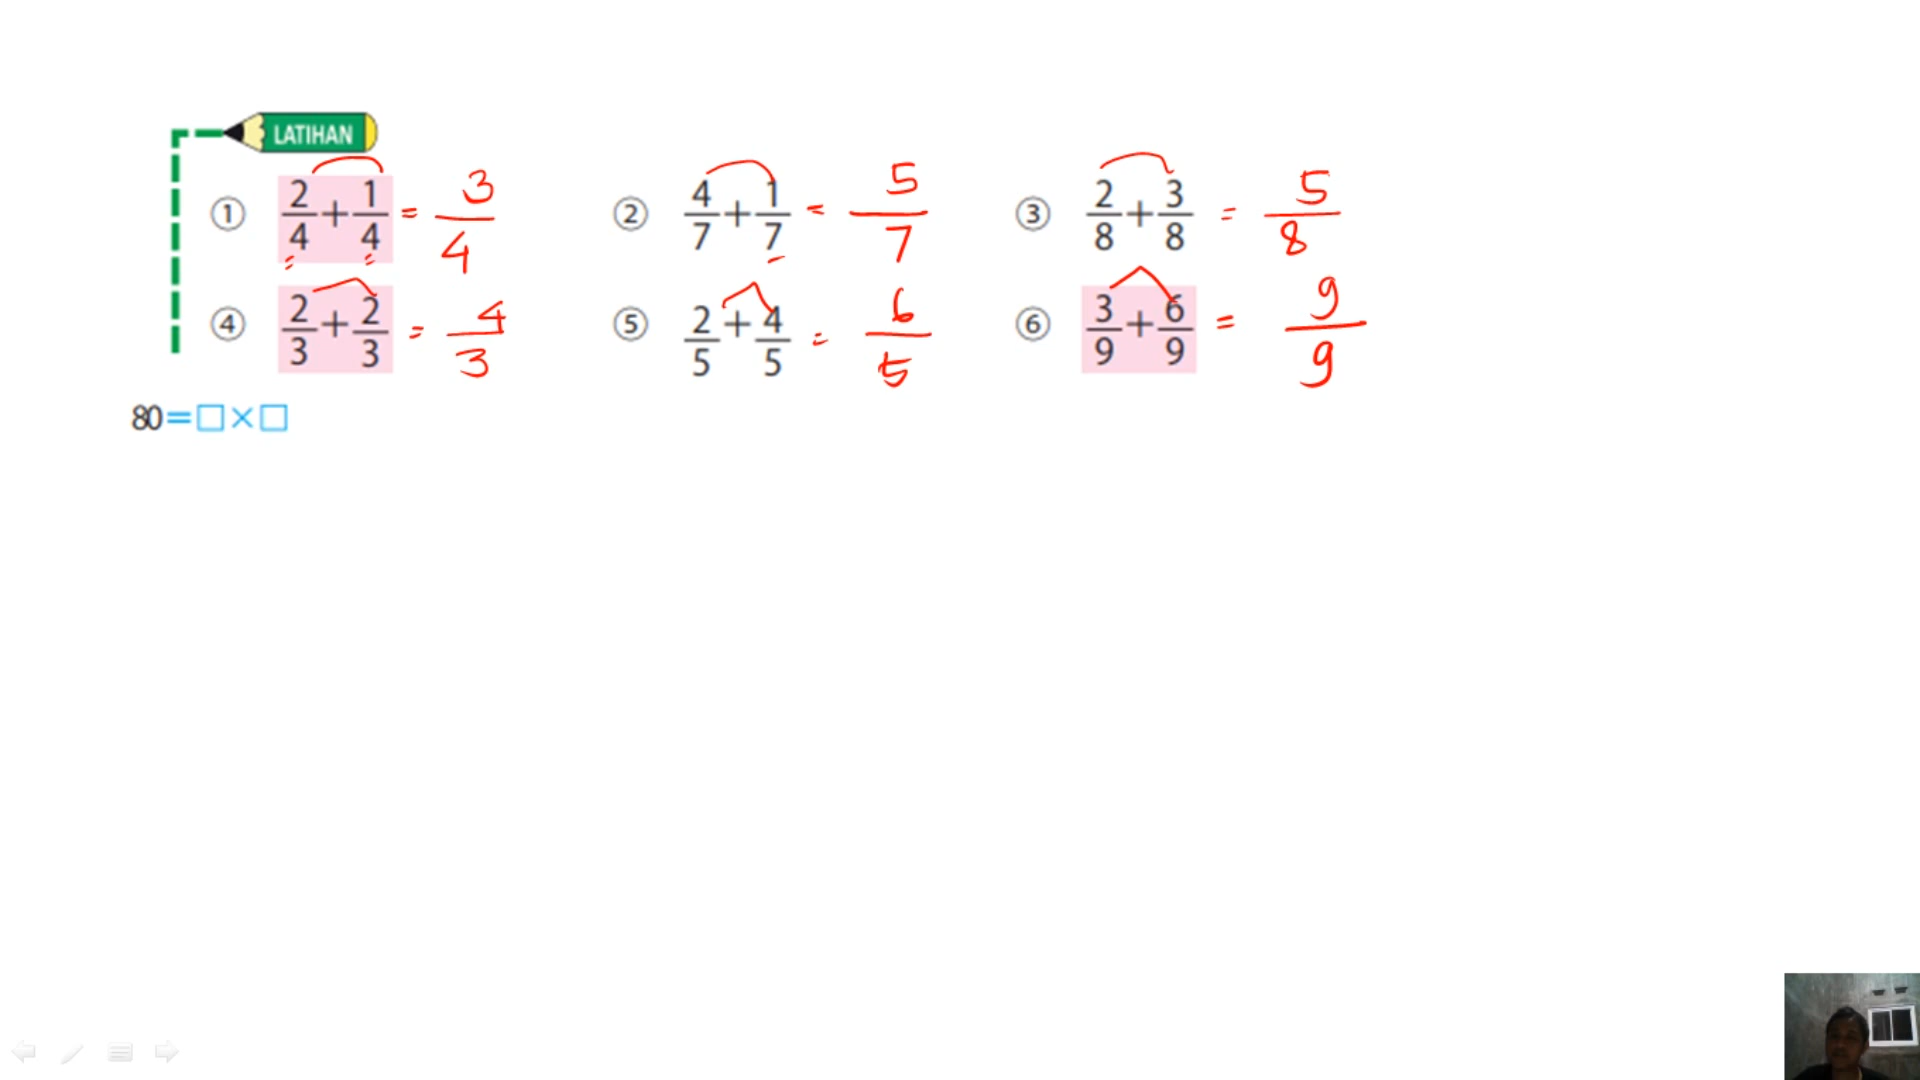 LATIHAN
① 2/4 + 1/4 = 3/4 ② 4/7 + 1/7 = 5/7 ③ 2/8 + 3/8 = 5/8
④ 2/3 + 2/3 = 4/3 ⑤ 2/5 + 4/5 = 6/5 ⑥ 3/9 + 6/9 = 9/9
80=□×□